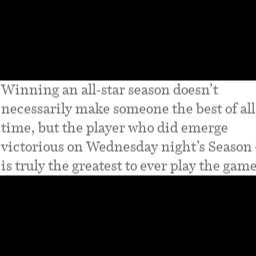 Winning an all-star season doesn't
necessarily make someone the best of all
time, but the player who did emerge
victorious on Wednesday night's Season
is truly the greatest to ever play the game